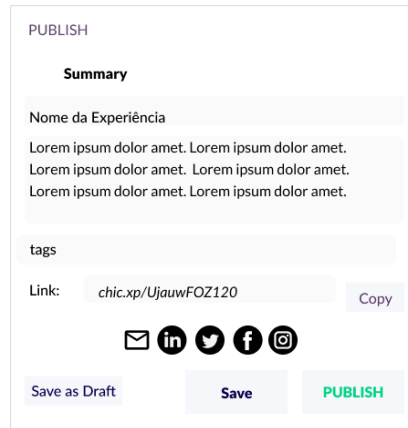 PUBLISH
Summary
Nome da Experiência
Lorem ipsum dolor amet. Lorem ipsum dolor amet.
Lorem ipsum dolor amet.  Lorem ipsum dolor amet.
Lorem ipsum dolor amet. Lorem ipsum dolor amet.
tags
Link: chic.xp/UjauwFOZ120 Copy
in f
Save as Draft Save PUBLISH